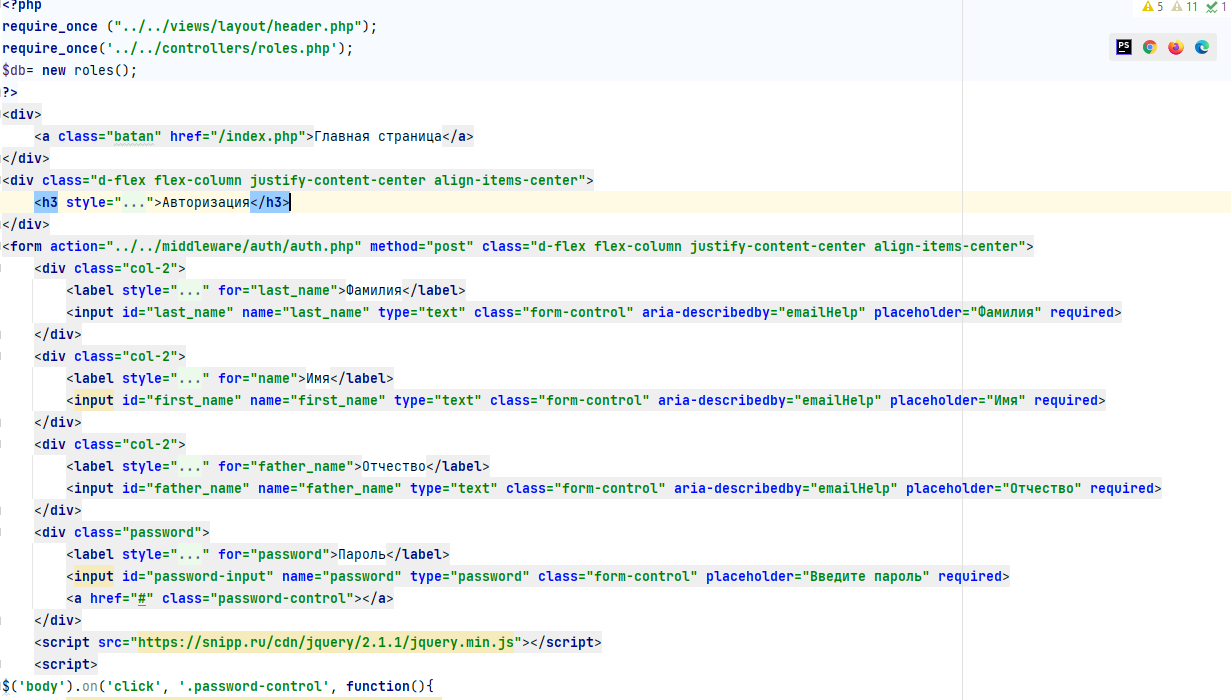 <?php
5 11 1
require_once ("../../views/layout/header.php");
require_once('../../controllers/roles.php');
PS
$db= new roles();
?>
<div>
    <a class="batan" href="/index.php">Главная страница</a>
</div>
<div class="d-flex flex-column justify-content-center align-items-center">
    <h3 style="...">Авторизация</h3>
</div>
<form action="../../middleware/auth/auth.php" method="post" class="d-flex flex-column justify-content-center align-items-center">
    <div class="col-2">
        <label style="..." for="last_name">Фамилия</label>
        <input id="last_name" name="last_name" type="text" class="form-control" aria-describedby="emailHelp" placeholder="Фамилия" required>
    </div>
    <div class="col-2">
        <label style="..." for="name">Имя</label>
        <input id="first_name" name="first_name" type="text" class="form-control" aria-describedby="emailHelp" placeholder="Имя" required>
    </div>
    <div class="col-2">
        <label style="..." for="father_name">Отчество</label>
        <input id="father_name" name="father_name" type="text" class="form-control" aria-describedby="emailHelp" placeholder="Отчество" required>
    </div>
    <div class="password">
        <label style="..." for="password">Пароль</label>
        <input id="password-input" name="password" type="password" class="form-control" placeholder="Введите пароль" required>
        <a href="#" class="password-control"></a>
    </div>
    <script src="https://snipp.ru/cdn/jquery/2.1.1/jquery.min.js"></script>
    <script>
$('body').on('click', '.password-control', function(){